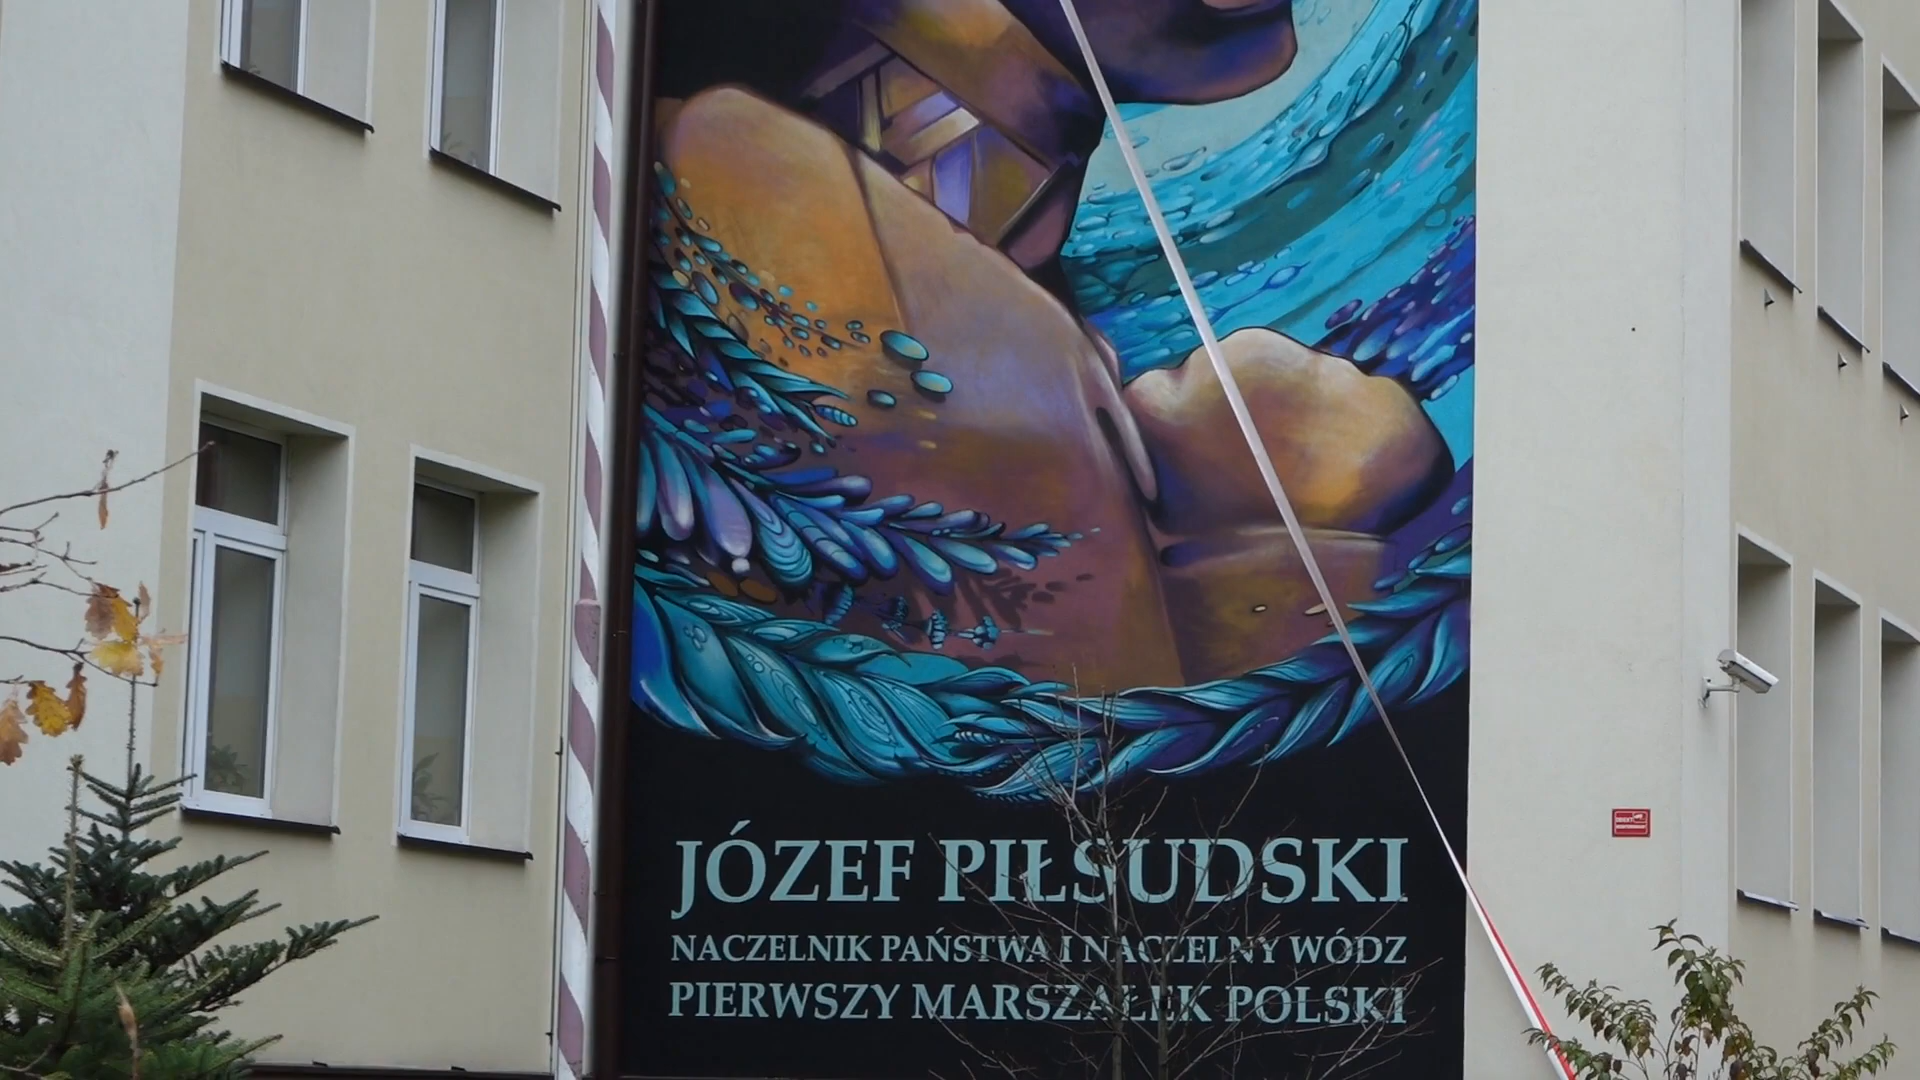 JÓZEF PIŁSUDSKI
NACZELNIK PAŃSTWA I NACZELNY WÓDZ
PIERWSZY MARSZAŁEK POLSKI